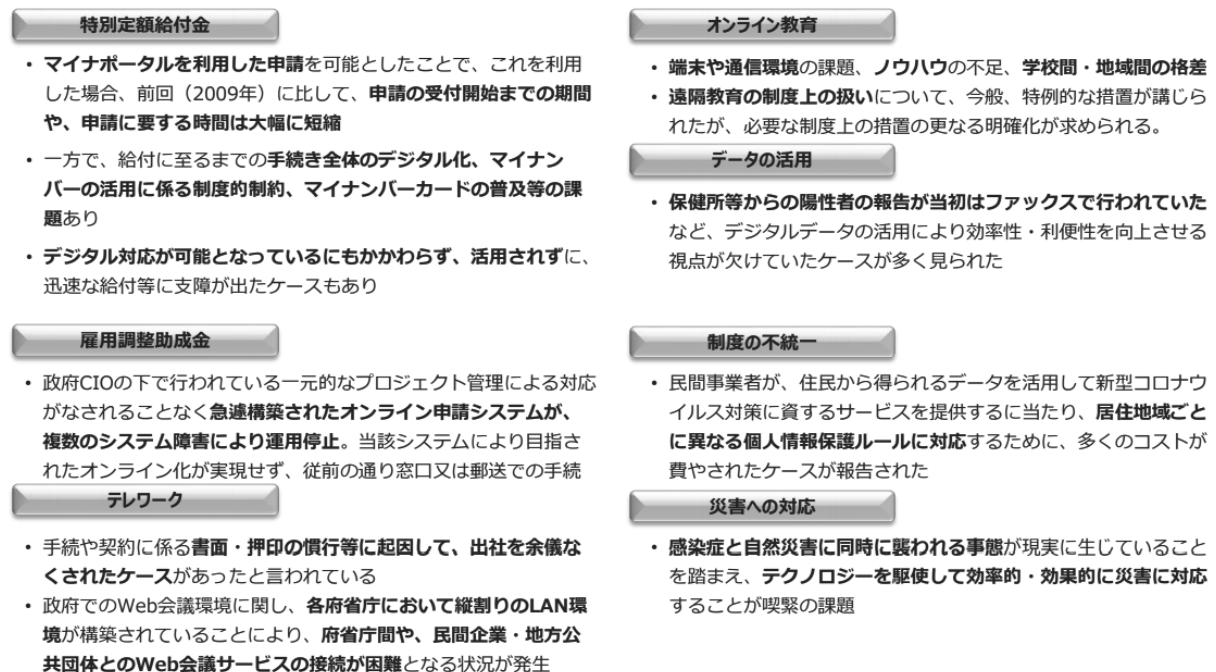 特別定額給付金
・ マイナポータルを利用した申請を可能としたことで、これを利用
した場合、前回（2009年）に比して、申請の受付開始までの期間
や、申請に要する時間は大幅に短縮
・ 一方で、給付に至るまでの手続き全体のデジタル化、マイナン
バーの活用に係る制度的制約、マイナンバーカードの普及等の課
題あり
・ デジタル対応が可能となっているにもかかわらず、活用されずに、
迅速な給付等に支障が出たケースもあり
雇用調整助成金
・ 政府CIOの下で行われている一元的なプロジェクト管理による対応
がなされることなく急遽構築されたオンライン申請システムが、
複数のシステム障害により運用停止。当該システムにより目指さ
れたオンライン化が実現せず、従前の通り窓口又は郵送での手続
テレワーク
・ 手続や契約に係る書面・押印の慣行等に起因して、出社を余儀な
くされたケースがあったと言われている
・ 政府でのWeb会議環境に関し、各府省庁において縦割りのLAN環
境が構築されていることにより、府省庁間や、民間企業・地方公
共団体とのWeb会議サービスの接続が困難となる状況が発生
オンライン教育
・ 端末や通信環境の課題、ノウハウの不足、学校間・地域間の格差
・ 遠隔教育の制度上の扱いについて、今般、特例的な措置が講じら
れたが、必要な制度上の措置の更なる明確化が求められる。
データの活用
・ 保健所等からの陽性者の報告が当初はファックスで行われていた
など、デジタルデータの活用により効率性・利便性を向上させる
視点が欠けていたケースが多く見られた
制度の不統一
・ 民間事業者が、住民から得られるデータを活用して新型コロナウ
イルス対策に資するサービスを提供するに当たり、居住地域ごと
に異なる個人情報保護ルールに対応するために、多くのコストが
費やされたケースが報告された
災害への対応
・ 感染症と自然災害に同時に襲われる事態が現実に生じていること
を踏まえ、テクノロジーを駆使して効率的・効果的に災害に対応
することが喫緊の課題